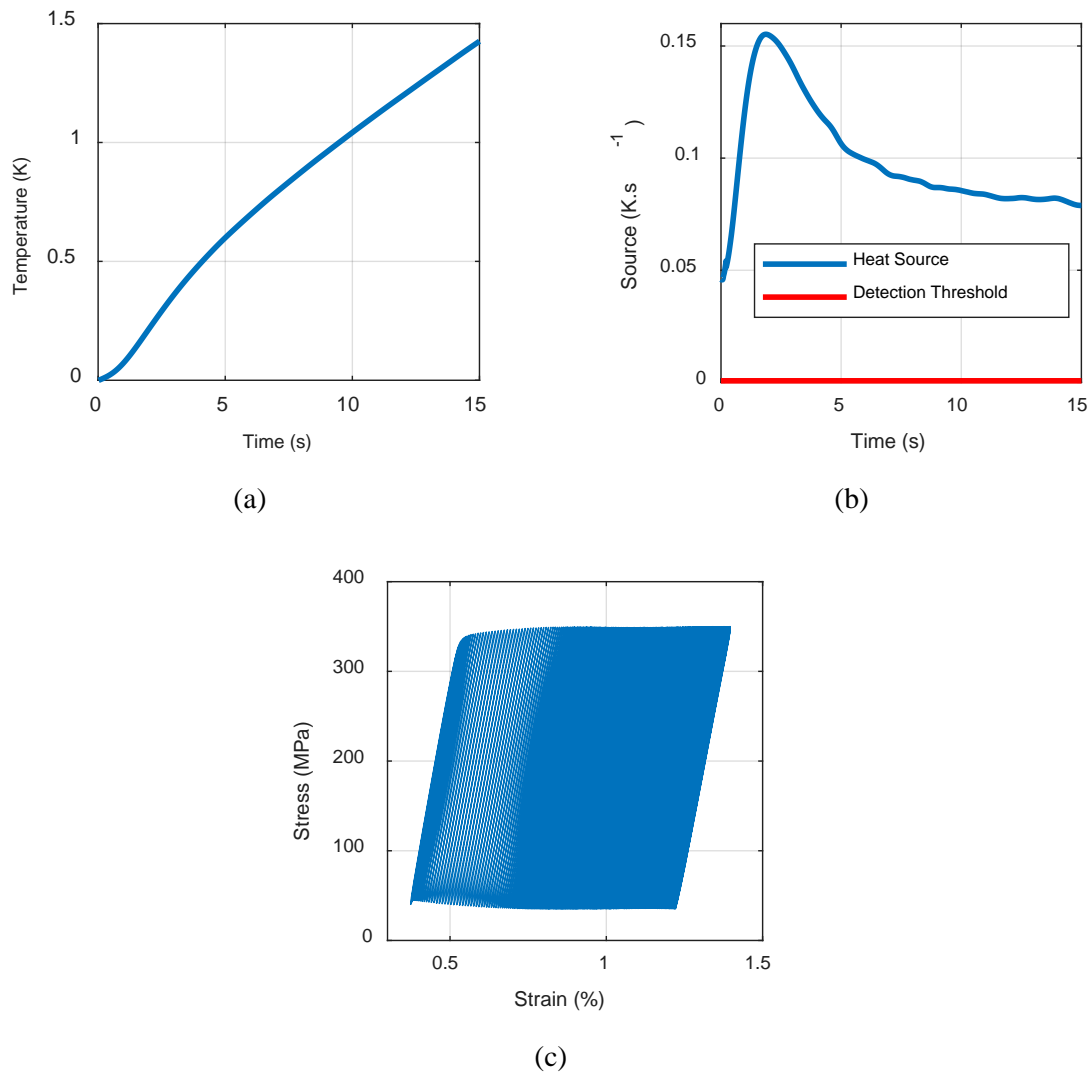 1.5
1
0.5
0
0
5
10
15
Temperature (K)
Time (s)
(a)
0.15
0.1
0.05
0
0
5
10
15
Source (K.s-1)
Heat Source
Detection Threshold
Time (s)
(b)
400
300
200
100
0
0.5
1
1.5
Stress (MPa)
Strain (%)
(c)